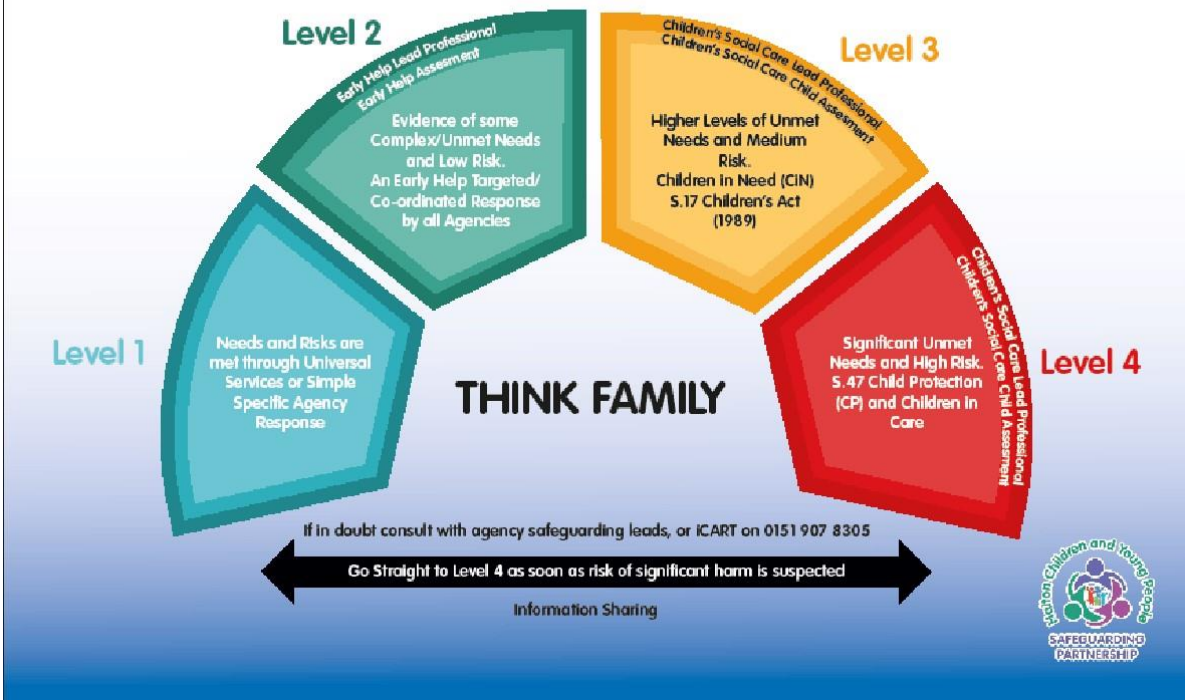 Level 1
Needs and Risks are
met through Universal
Services or Simple
Specific Agency
Response
Level 2
Early Help Lead Professional
Early Help Assesment
Evidence of some
Complex/Unmet Needs
and Low Risk.
An Early Help Targeted/
Co-ordinated Response
by all Agencies
Level 3
Children's Social Care Lead Professional
Children's Social Care Child Assesment
Higher Levels of Unmet
Needs and Medium
Risk.
Children in Need (CiN)
S.17 Children's Act
(1989)
Level 4
Children's Social Care Lead Professional
Children's Social Care Child Assesment
Significant Unmet
Needs and High Risk.
S.47 Child Protection
(CP) and Children in
Care
THINK FAMILY
If in doubt consult with agency safeguarding leads, or iCART on 0151 907 8305
Go Straight to Level 4 as soon as risk of significant harm is suspected
Information Sharing
Halton Children and Young People
SAFEGUARDING
PARTNERSHIP